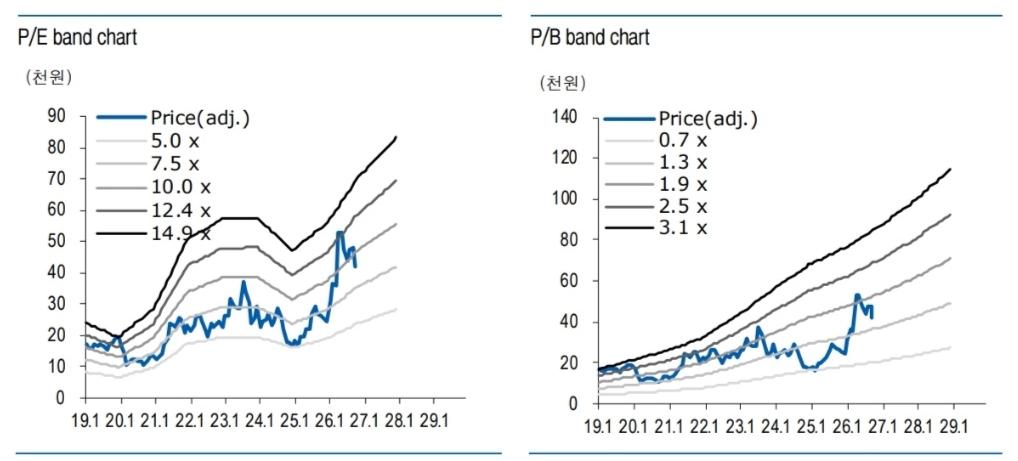 P/E band chart
(천원)
90
80
70
60
50
40
30
20
10
0
Price(adj.)
5.0 x
7.5 x
10.0 x
12.4 x
14.9 x
19.1 20.1 21.1 22.1 23.1 24.1 25.1 26.1 27.1 28.1 29.1
P/B band chart
(천원)
140
120
100
80
60
40
20
0
Price(adj.)
0.7 x
1.3 x
1.9 x
2.5 x
3.1 x
19.1 20.1 21.1 22.1 23.1 24.1 25.1 26.1 27.1 28.1 29.1